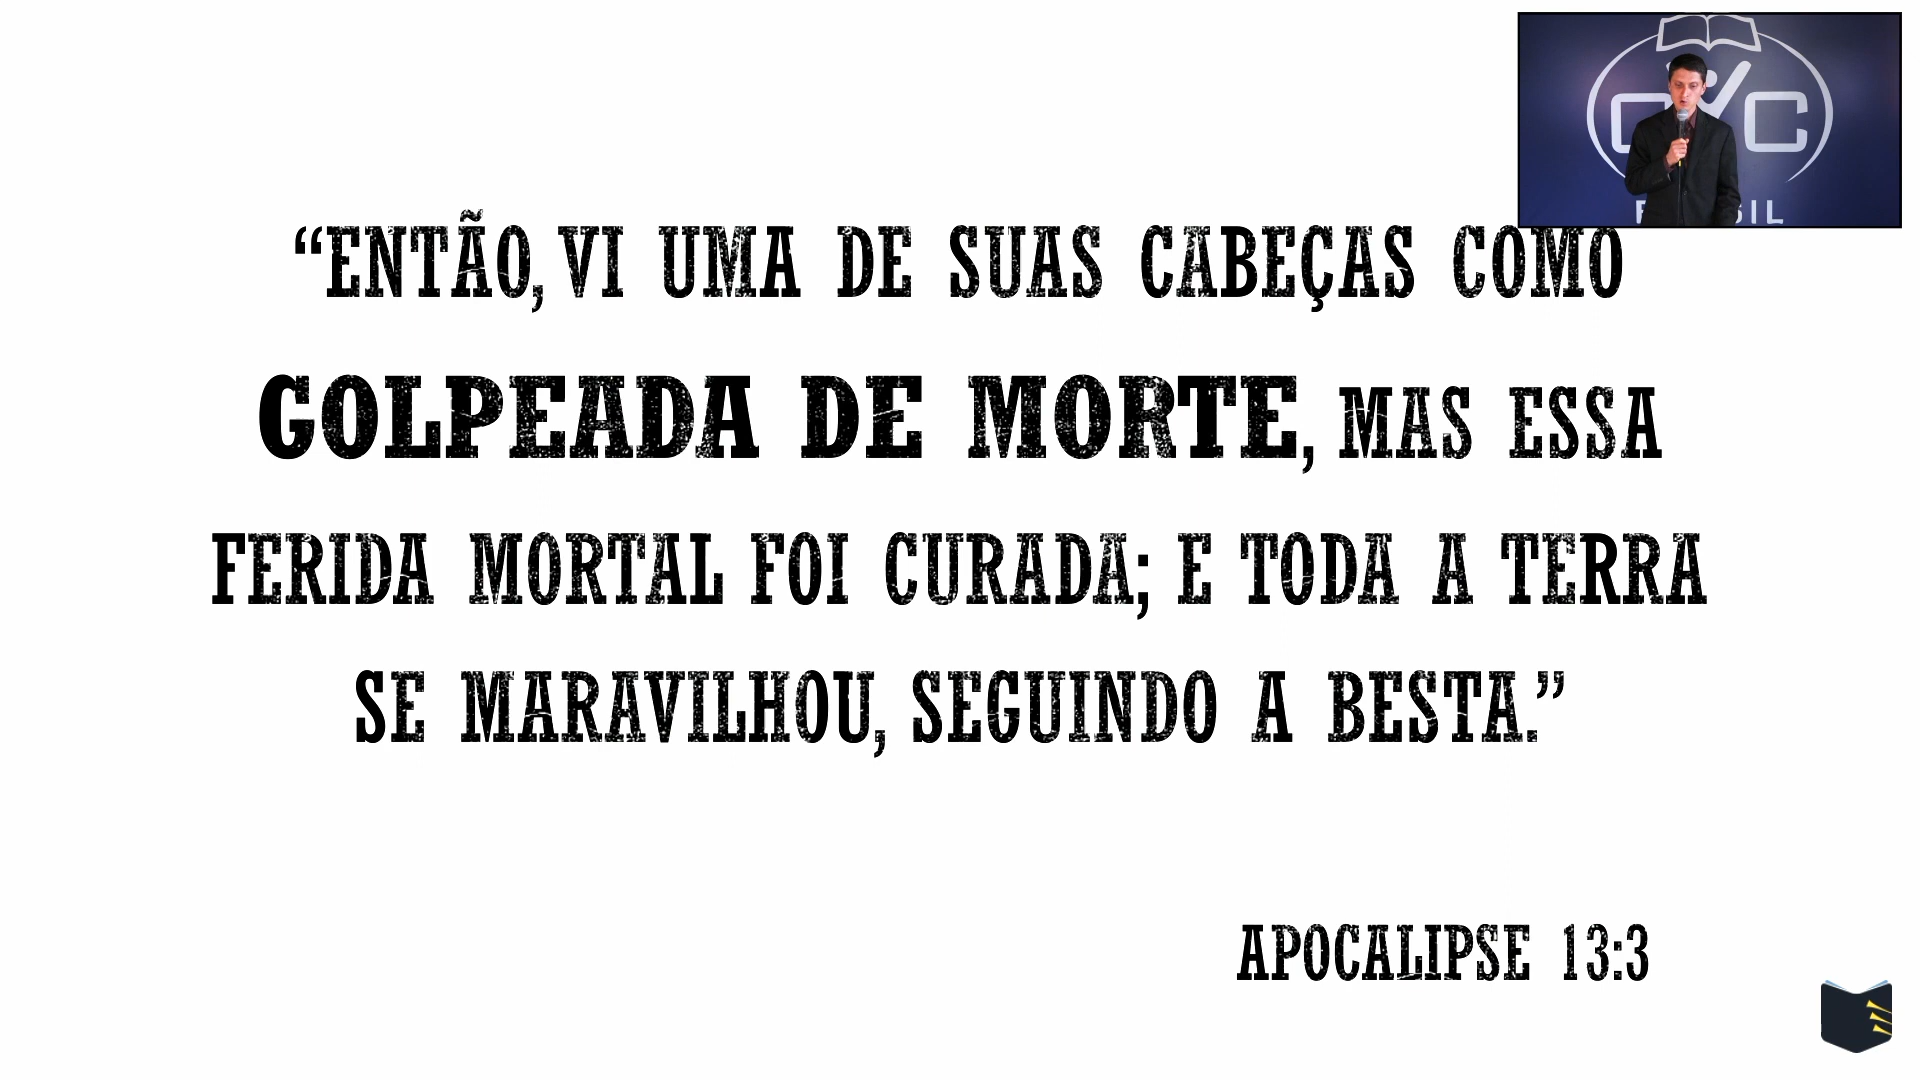 “ENTÃO, VI UMA DE SUAS CABEÇAS COMO
GOLPEADA DE MORTE, MAS ESSA
FERIDA MORTAL FOI CURADA; E TODA A TERRA
SE MARAVILHOU, SEGUINDO A BESTA.”
APOCALIPSE 13:3